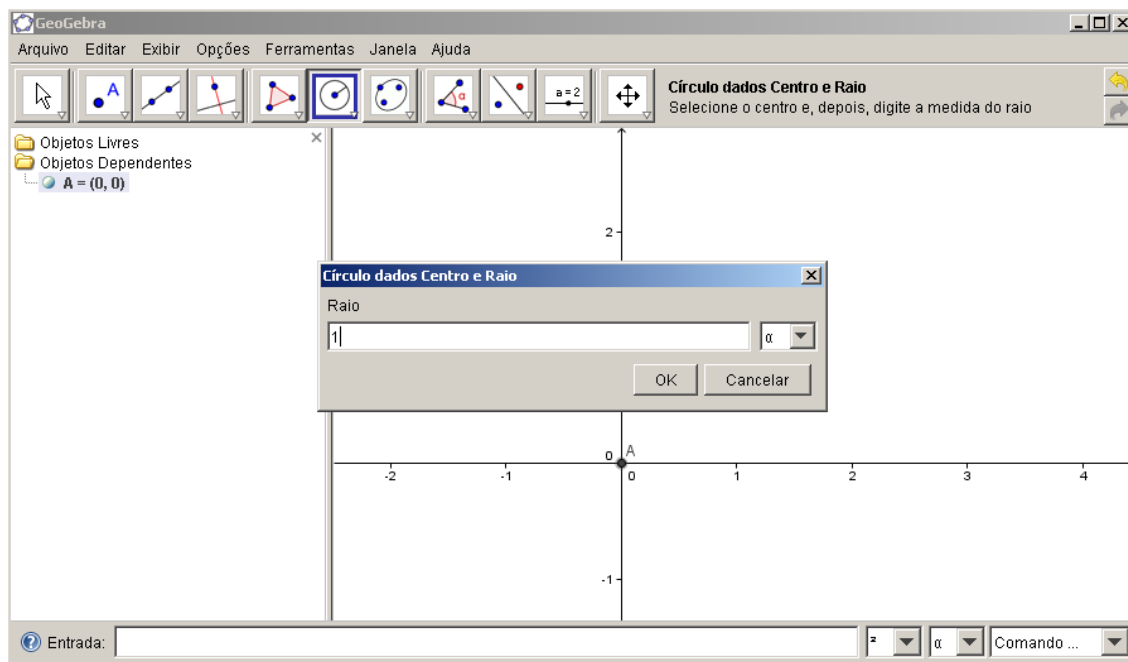 GeoGebra
Arquivo Editar Exibir Opções Ferramentas Janela Ajuda
A
α
a = 2
Círculo dados Centro e Raio
Selecione o centro e, depois, digite a medida do raio
Objetos Livres
Objetos Dependentes
A = (0, 0)
2
Círculo dados Centro e Raio
Raio
1
α
OK Cancelar
0 A
-2 -1 0 1 2 3 4
-1
Entrada: ² α Comando ...